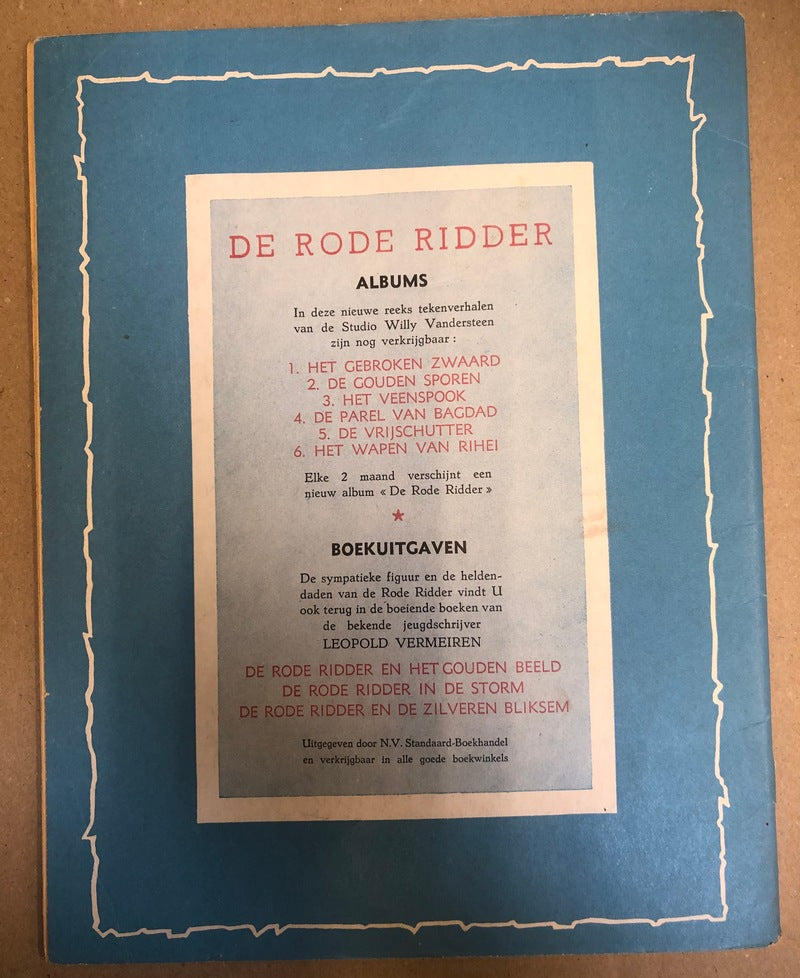 DE RODE RIDDER
ALBUMS
In deze nieuwe reeks tekenverhalen
van de Studio Willy Vandersteen
zijn nog verkrijgbaar :
1. HET GEBROKEN ZWAARD
2. DE GOUDEN SPOREN
3. HET VEENSPOOK
4. DE PAREL VAN BAGDAD
5. DE VRIJSCHUTTER
6. HET WAPEN VAN RIHEI
Elke 2 maand verschijnt een
nieuw album « De Rode Ridder »
★
BOEKUITGAVEN
De sympatieke figuur en de helden-
daden van de Rode Ridder vindt U
ook terug in de boeiende boeken van
de bekende jeugdschrijver
LEOPOLD VERMEIREN
DE RODE RIDDER EN HET GOUDEN BEELD
DE RODE RIDDER IN DE STORM
DE RODE RIDDER EN DE ZILVEREN BLIKSEM
Uitgegeven door N.V. Standaard-Boekhandel
en verkrijgbaar in alle goede boekwinkels